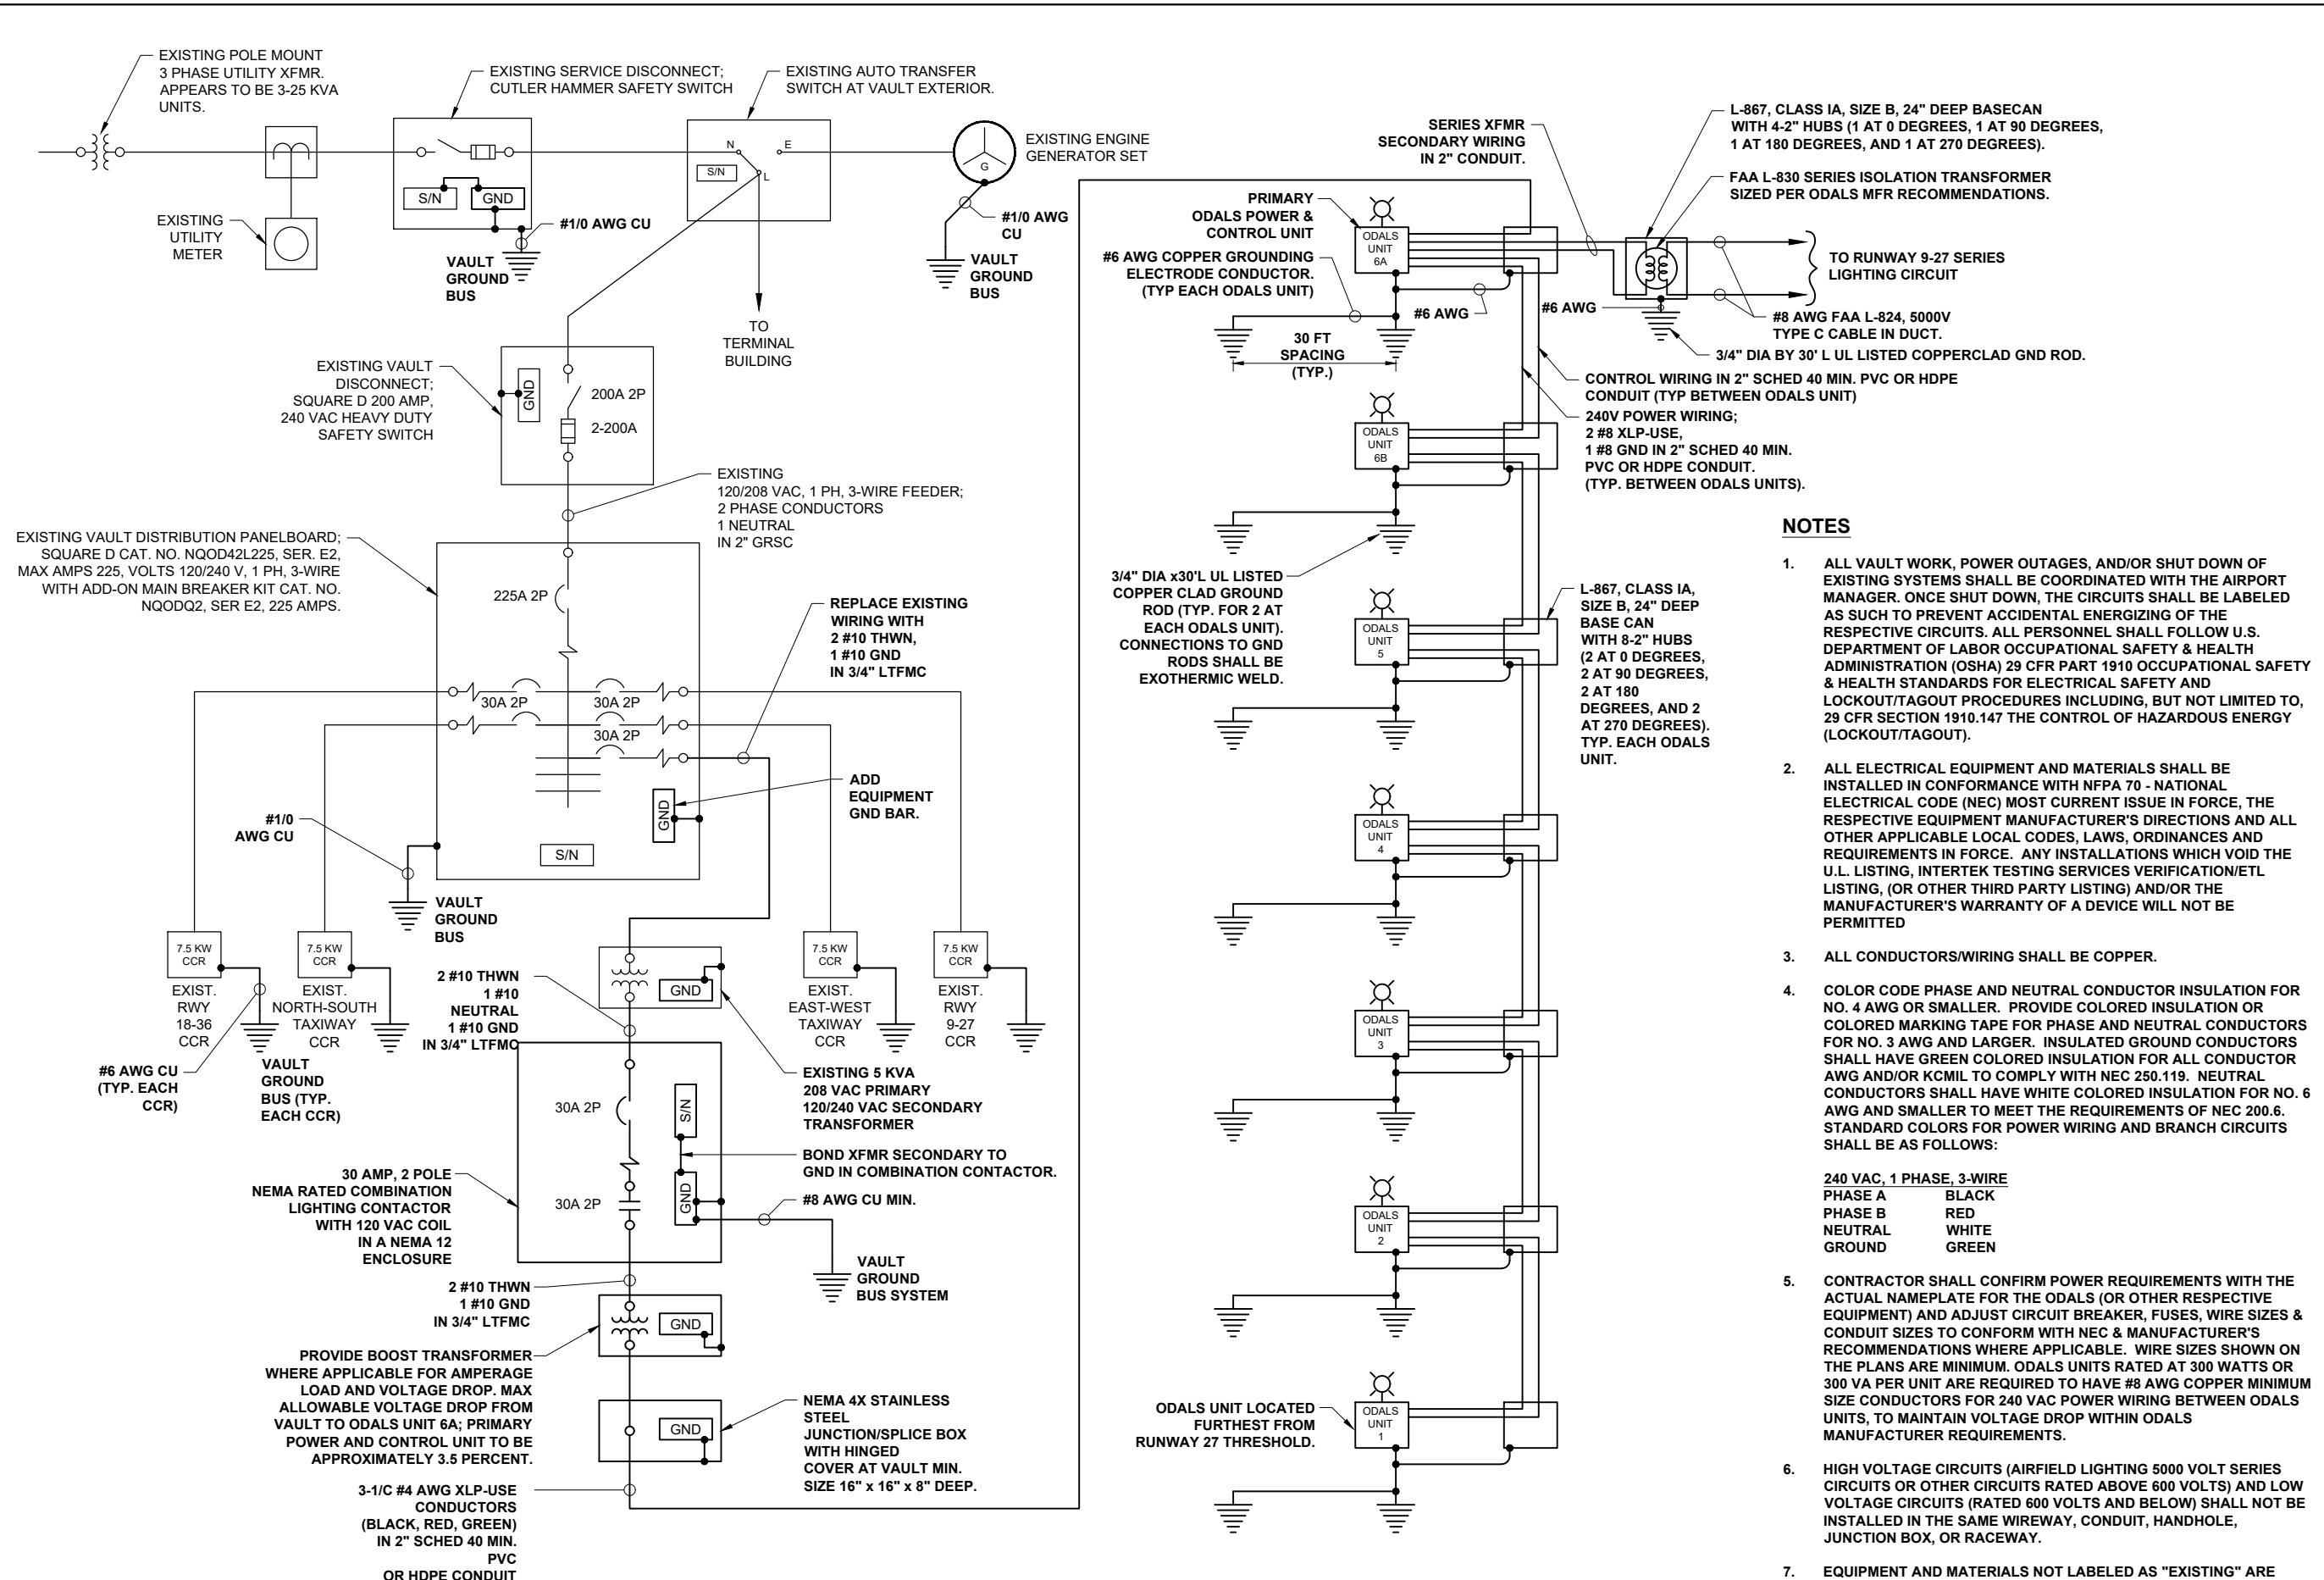 EXISTING POLE MOUNT
3 PHASE UTILITY XFMR.
APPEARS TO BE 3-25 KVA
UNITS.
EXISTING SERVICE DISCONNECT;
CUTLER HAMMER SAFETY SWITCH
EXISTING AUTO TRANSFER
SWITCH AT VAULT EXTERIOR.
S/N
GND
N
E
L
S/N
G
EXISTING ENGINE
GENERATOR SET
EXISTING
UTILITY
METER
#1/0 AWG CU
VAULT
GROUND
BUS
#1/0 AWG
CU
VAULT
GROUND
BUS
TO
TERMINAL
BUILDING
EXISTING VAULT
DISCONNECT;
SQUARE D 200 AMP,
240 VAC HEAVY DUTY
SAFETY SWITCH
GND
200A 2P
2-200A
EXISTING
120/208 VAC, 1 PH, 3-WIRE FEEDER;
2 PHASE CONDUCTORS
1 NEUTRAL
IN 2" GRSC
EXISTING VAULT DISTRIBUTION PANELBOARD;
SQUARE D CAT. NO. NQOD42L225, SER. E2,
MAX AMPS 225, VOLTS 120/240 V, 1 PH, 3-WIRE
WITH ADD-ON MAIN BREAKER KIT CAT. NO.
NQODQ2, SER E2, 225 AMPS.
225A 2P
REPLACE EXISTING
WIRING WITH
2 #10 THWN,
1 #10 GND
IN 3/4" LTFMC
30A 2P
30A 2P
30A 2P
ADD
EQUIPMENT
GND BAR.
GND
S/N
#1/0
AWG CU
VAULT
GROUND
BUS
7.5 KW
CCR
EXIST.
RWY
18-36
CCR
7.5 KW
CCR
EXIST.
NORTH-SOUTH
TAXIWAY
CCR
7.5 KW
CCR
EXIST.
EAST-WEST
TAXIWAY
CCR
7.5 KW
CCR
EXIST.
RWY
9-27
CCR
#6 AWG CU
(TYP. EACH
CCR)
VAULT
GROUND
BUS (TYP.
EACH CCR)
2 #10 THWN
1 #10
NEUTRAL
1 #10 GND
IN 3/4" LTFMC
GND
EXISTING 5 KVA
208 VAC PRIMARY
120/240 VAC SECONDARY
TRANSFORMER
30A 2P
S/N
GND
30A 2P
BOND XFMR SECONDARY TO
GND IN COMBINATION CONTACTOR.
#8 AWG CU MIN.
VAULT
GROUND
BUS SYSTEM
30 AMP, 2 POLE
NEMA RATED COMBINATION
LIGHTING CONTACTOR
WITH 120 VAC COIL
IN A NEMA 12
ENCLOSURE
2 #10 THWN
1 #10 GND
IN 3/4" LTFMC
GND
PROVIDE BOOST TRANSFORMER
WHERE APPLICABLE FOR AMPERAGE
LOAD AND VOLTAGE DROP. MAX
ALLOWABLE VOLTAGE DROP FROM
VAULT TO ODALS UNIT 6A; PRIMARY
POWER AND CONTROL UNIT TO BE
APPROXIMATELY 3.5 PERCENT.
GND
NEMA 4X STAINLESS
STEEL
JUNCTION/SPLICE BOX
WITH HINGED
COVER AT VAULT MIN.
SIZE 16" x 16" x 8" DEEP.
3-1/C #4 AWG XLP-USE
CONDUCTORS
(BLACK, RED, GREEN)
IN 2" SCHED 40 MIN.
PVC
OR HDPE CONDUIT
SERIES XFMR
SECONDARY WIRING
IN 2" CONDUIT.
PRIMARY
ODALS POWER &
CONTROL UNIT
#6 AWG COPPER GROUNDING
ELECTRODE CONDUCTOR.
(TYP EACH ODALS UNIT)
ODALS
UNIT
6A
#6 AWG
30 FT
SPACING
(TYP.)
L-867, CLASS IA, SIZE B, 24" DEEP BASECAN
WITH 4-2" HUBS (1 AT 0 DEGREES, 1 AT 90 DEGREES,
1 AT 180 DEGREES, AND 1 AT 270 DEGREES).
FAA L-830 SERIES ISOLATION TRANSFORMER
SIZED PER ODALS MFR RECOMMENDATIONS.
TO RUNWAY 9-27 SERIES
LIGHTING CIRCUIT
#6 AWG
#8 AWG FAA L-824, 5000V
TYPE C CABLE IN DUCT.
3/4" DIA BY 30' L UL LISTED COPPERCLAD GND ROD.
CONTROL WIRING IN 2" SCHED 40 MIN. PVC OR HDPE
CONDUIT (TYP BETWEEN ODALS UNIT)
240V POWER WIRING;
2 #8 XLP-USE,
1 #8 GND IN 2" SCHED 40 MIN.
PVC OR HDPE CONDUIT.
(TYP. BETWEEN ODALS UNITS).
ODALS
UNIT
6B
3/4" DIA x30'L UL LISTED
COPPER CLAD GROUND
ROD (TYP. FOR 2 AT
EACH ODALS UNIT).
CONNECTIONS TO GND
RODS SHALL BE
EXOTHERMIC WELD.
ODALS
UNIT
5
L-867, CLASS IA,
SIZE B, 24" DEEP
BASE CAN
WITH 8-2" HUBS
(2 AT 0 DEGREES,
2 AT 90 DEGREES,
2 AT 180
DEGREES, AND 2
AT 270 DEGREES).
TYP. EACH ODALS
UNIT.
ODALS
UNIT
4
ODALS
UNIT
3
ODALS
UNIT
2
ODALS UNIT LOCATED
FURTHEST FROM
RUNWAY 27 THRESHOLD.
ODALS
UNIT
1
NOTES
1. ALL VAULT WORK, POWER OUTAGES, AND/OR SHUT DOWN OF
EXISTING SYSTEMS SHALL BE COORDINATED WITH THE AIRPORT
MANAGER. ONCE SHUT DOWN, THE CIRCUITS SHALL BE LABELED
AS SUCH TO PREVENT ACCIDENTAL ENERGIZING OF THE
RESPECTIVE CIRCUITS. ALL PERSONNEL SHALL FOLLOW U.S.
DEPARTMENT OF LABOR OCCUPATIONAL SAFETY & HEALTH
ADMINISTRATION (OSHA) 29 CFR PART 1910 OCCUPATIONAL SAFETY
& HEALTH STANDARDS FOR ELECTRICAL SAFETY AND
LOCKOUT/TAGOUT PROCEDURES INCLUDING, BUT NOT LIMITED TO,
29 CFR SECTION 1910.147 THE CONTROL OF HAZARDOUS ENERGY
(LOCKOUT/TAGOUT).
2. ALL ELECTRICAL EQUIPMENT AND MATERIALS SHALL BE
INSTALLED IN CONFORMANCE WITH NFPA 70 - NATIONAL
ELECTRICAL CODE (NEC) MOST CURRENT ISSUE IN FORCE, THE
RESPECTIVE EQUIPMENT MANUFACTURER'S DIRECTIONS AND ALL
OTHER APPLICABLE LOCAL CODES, LAWS, ORDINANCES AND
REQUIREMENTS IN FORCE. ANY INSTALLATIONS WHICH VOID THE
U.L. LISTING, INTERTEK TESTING SERVICES VERIFICATION/ETL
LISTING, (OR OTHER THIRD PARTY LISTING) AND/OR THE
MANUFACTURER'S WARRANTY OF A DEVICE WILL NOT BE
PERMITTED
3. ALL CONDUCTORS/WIRING SHALL BE COPPER.
4. COLOR CODE PHASE AND NEUTRAL CONDUCTOR INSULATION FOR
NO. 4 AWG OR SMALLER. PROVIDE COLORED INSULATION OR
COLORED MARKING TAPE FOR PHASE AND NEUTRAL CONDUCTORS
FOR NO. 3 AWG AND LARGER. INSULATED GROUND CONDUCTORS
SHALL HAVE GREEN COLORED INSULATION FOR ALL CONDUCTOR
AWG AND/OR KCMIL TO COMPLY WITH NEC 250.119. NEUTRAL
CONDUCTORS SHALL HAVE WHITE COLORED INSULATION FOR NO. 6
AWG AND SMALLER TO MEET THE REQUIREMENTS OF NEC 200.6.
STANDARD COLORS FOR POWER WIRING AND BRANCH CIRCUITS
SHALL BE AS FOLLOWS:
240 VAC, 1 PHASE, 3-WIRE
PHASE A BLACK
PHASE B RED
NEUTRAL WHITE
GROUND GREEN
5. CONTRACTOR SHALL CONFIRM POWER REQUIREMENTS WITH THE
ACTUAL NAMEPLATE FOR THE ODALS (OR OTHER RESPECTIVE
EQUIPMENT) AND ADJUST CIRCUIT BREAKER, FUSES, WIRE SIZES &
CONDUIT SIZES TO CONFORM WITH NEC & MANUFACTURER'S
RECOMMENDATIONS WHERE APPLICABLE. WIRE SIZES SHOWN ON
THE PLANS ARE MINIMUM. ODALS UNITS RATED AT 300 WATTS OR
300 VA PER UNIT ARE REQUIRED TO HAVE #8 AWG COPPER MINIMUM
SIZE CONDUCTORS FOR 240 VAC POWER WIRING BETWEEN ODALS
UNITS, TO MAINTAIN VOLTAGE DROP WITHIN ODALS
MANUFACTURER REQUIREMENTS.
6. HIGH VOLTAGE CIRCUITS (AIRFIELD LIGHTING 5000 VOLT SERIES
CIRCUITS OR OTHER CIRCUITS RATED ABOVE 600 VOLTS) AND LOW
VOLTAGE CIRCUITS (RATED 600 VOLTS AND BELOW) SHALL NOT BE
INSTALLED IN THE SAME WIREWAY, CONDUIT, HANDHOLE,
JUNCTION BOX, OR RACEWAY.
7. EQUIPMENT AND MATERIALS NOT LABELED AS "EXISTING" ARE